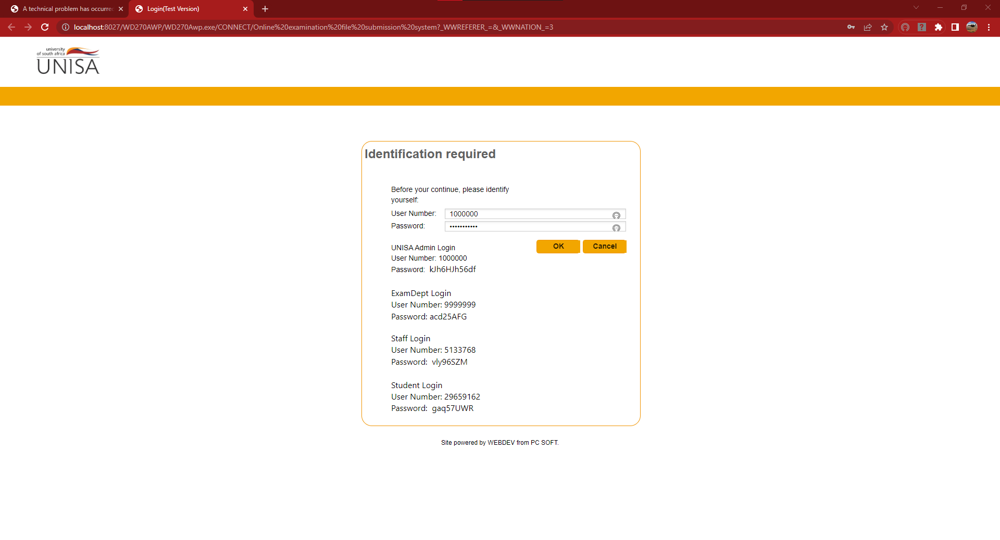 A technical problem has occurre
Login(Test Version)
localhost:8027/WD270AWP/WD270Awp.exe/CONNECT/Online%20examination%20file%20submission%20system?_WWREFERER_=&_WWNATION_=3
university
of south africa
UNISA
Identification required
Before your continue, please identify
yourself:
User Number: 1000000
Password: •••••••••••
OK Cancel
UNISA Admin Login
User Number: 1000000
Password: kJh6HJh56df
ExamDept Login
User Number: 9999999
Password: acd25AFG
Staff Login
User Number: 5133768
Password: vly96SZM
Student Login
User Number: 29659162
Password: gaq57UWR
Site powered by WEBDEV from PC SOFT.